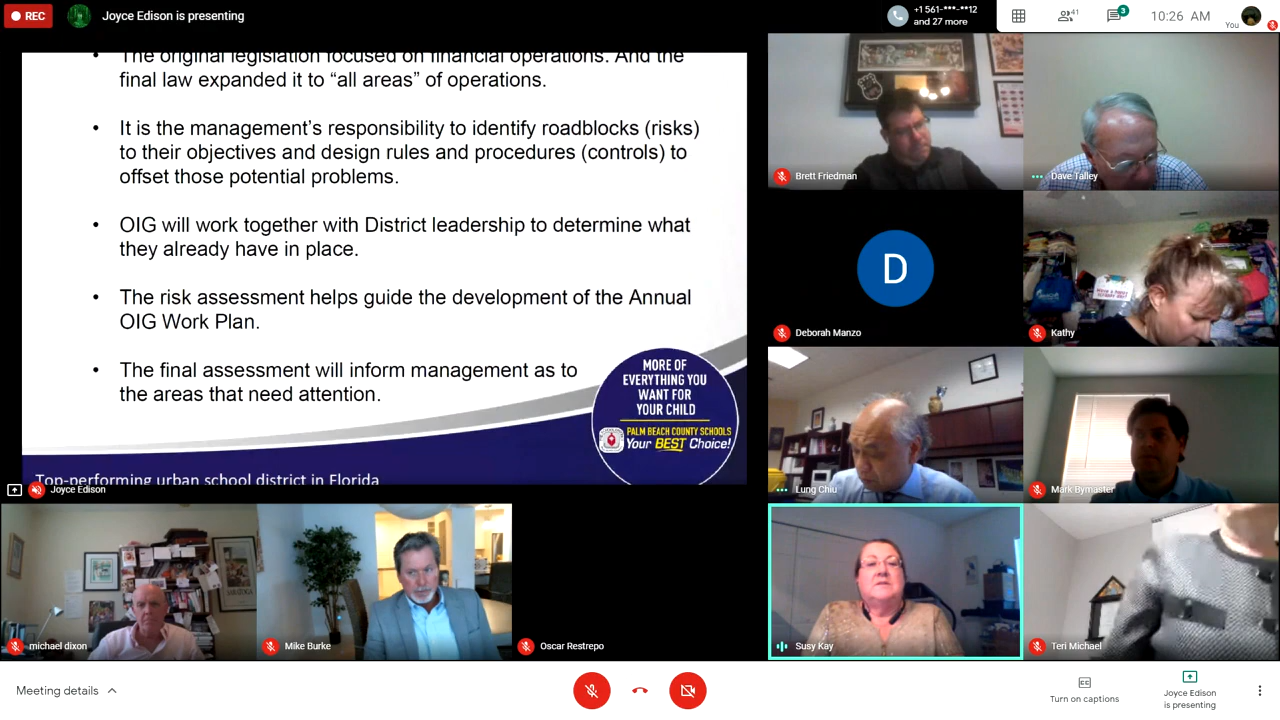 REC
Joyce Edison is presenting
+1 561-***-**12
and 27 more
41
3
10:26 AM
You
• The original legislation focused on financial operations. And the
final law expanded it to “all areas” of operations.
• It is the management’s responsibility to identify roadblocks (risks)
to their objectives and design rules and procedures (controls) to
offset those potential problems.
• OIG will work together with District leadership to determine what
they already have in place.
• The risk assessment helps guide the development of the Annual
OIG Work Plan.
• The final assessment will inform management as to
the areas that need attention.
MORE OF
EVERYTHING YOU
WANT FOR
YOUR CHILD
PALM BEACH COUNTY SCHOOLS
Your BEST Choice!
Top-performing urban school district in Florida
Joyce Edison
Brett Friedman
Dave Talley
D
Deborah Manzo
Kathy
Lung Chiu
Mark Bymaster
michael dixon
Mike Burke
Oscar Restrepo
Susy Kay
Teri Michael
Meeting details
CC
Turn on captions
Joyce Edison
is presenting